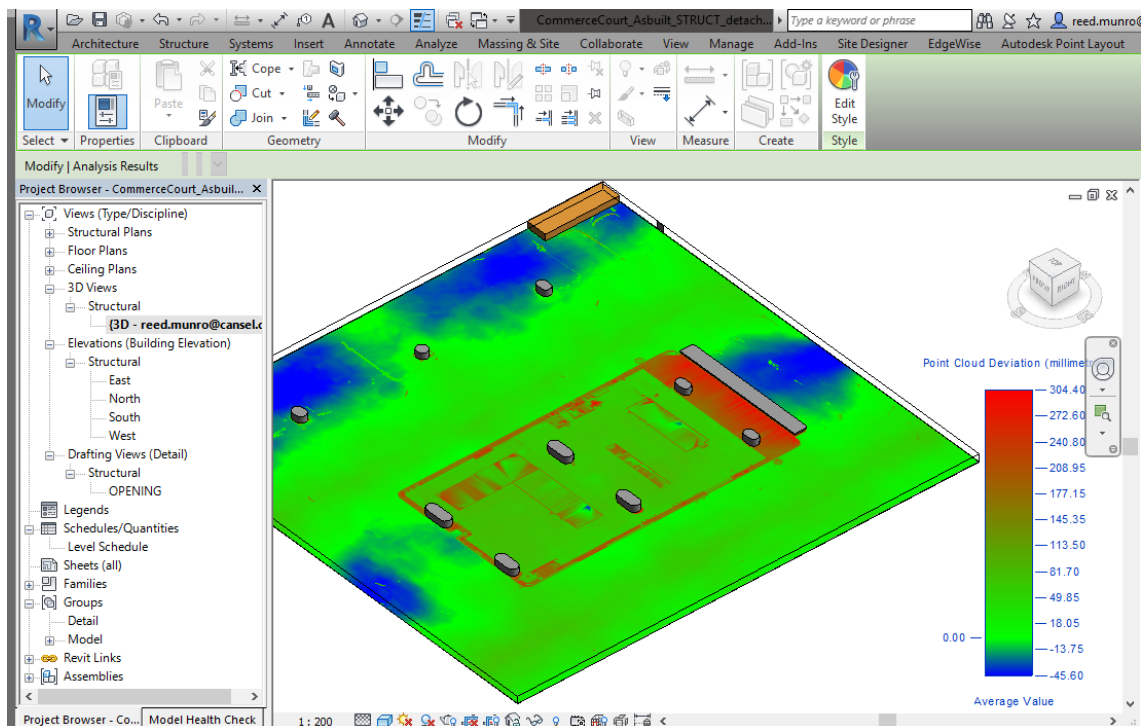 CommerceCourt_Asbuilt_STRUCT_detach...
Type a keyword or phrase
reed.munro@
Architecture Structure Systems Insert Annotate Analyze Massing & Site Collaborate View Manage Add-Ins Site Designer EdgeWise Autodesk Point Layout
Modify
Paste
Cope
Cut
Join
Edit
Style
Select Properties Clipboard Geometry Modify View Measure Create Style
Modify | Analysis Results
Project Browser - CommerceCourt_Asbuil...
Views (Type/Discipline)
Structural Plans
Floor Plans
Ceiling Plans
3D Views
Structural
{3D - reed.munro@cansel.c
Elevations (Building Elevation)
Structural
East
North
South
West
Drafting Views (Detail)
Structural
OPENING
Legends
Schedules/Quantities
Level Schedule
Sheets (all)
Families
Groups
Detail
Model
Revit Links
Assemblies
Project Browser - Co... Model Health Check
TOP
FRONT RIGHT
Point Cloud Deviation (millimet
304.40
272.60
240.80
208.95
177.15
145.35
113.50
81.70
49.85
18.05
0.00
-13.75
-45.60
Average Value
1 : 200